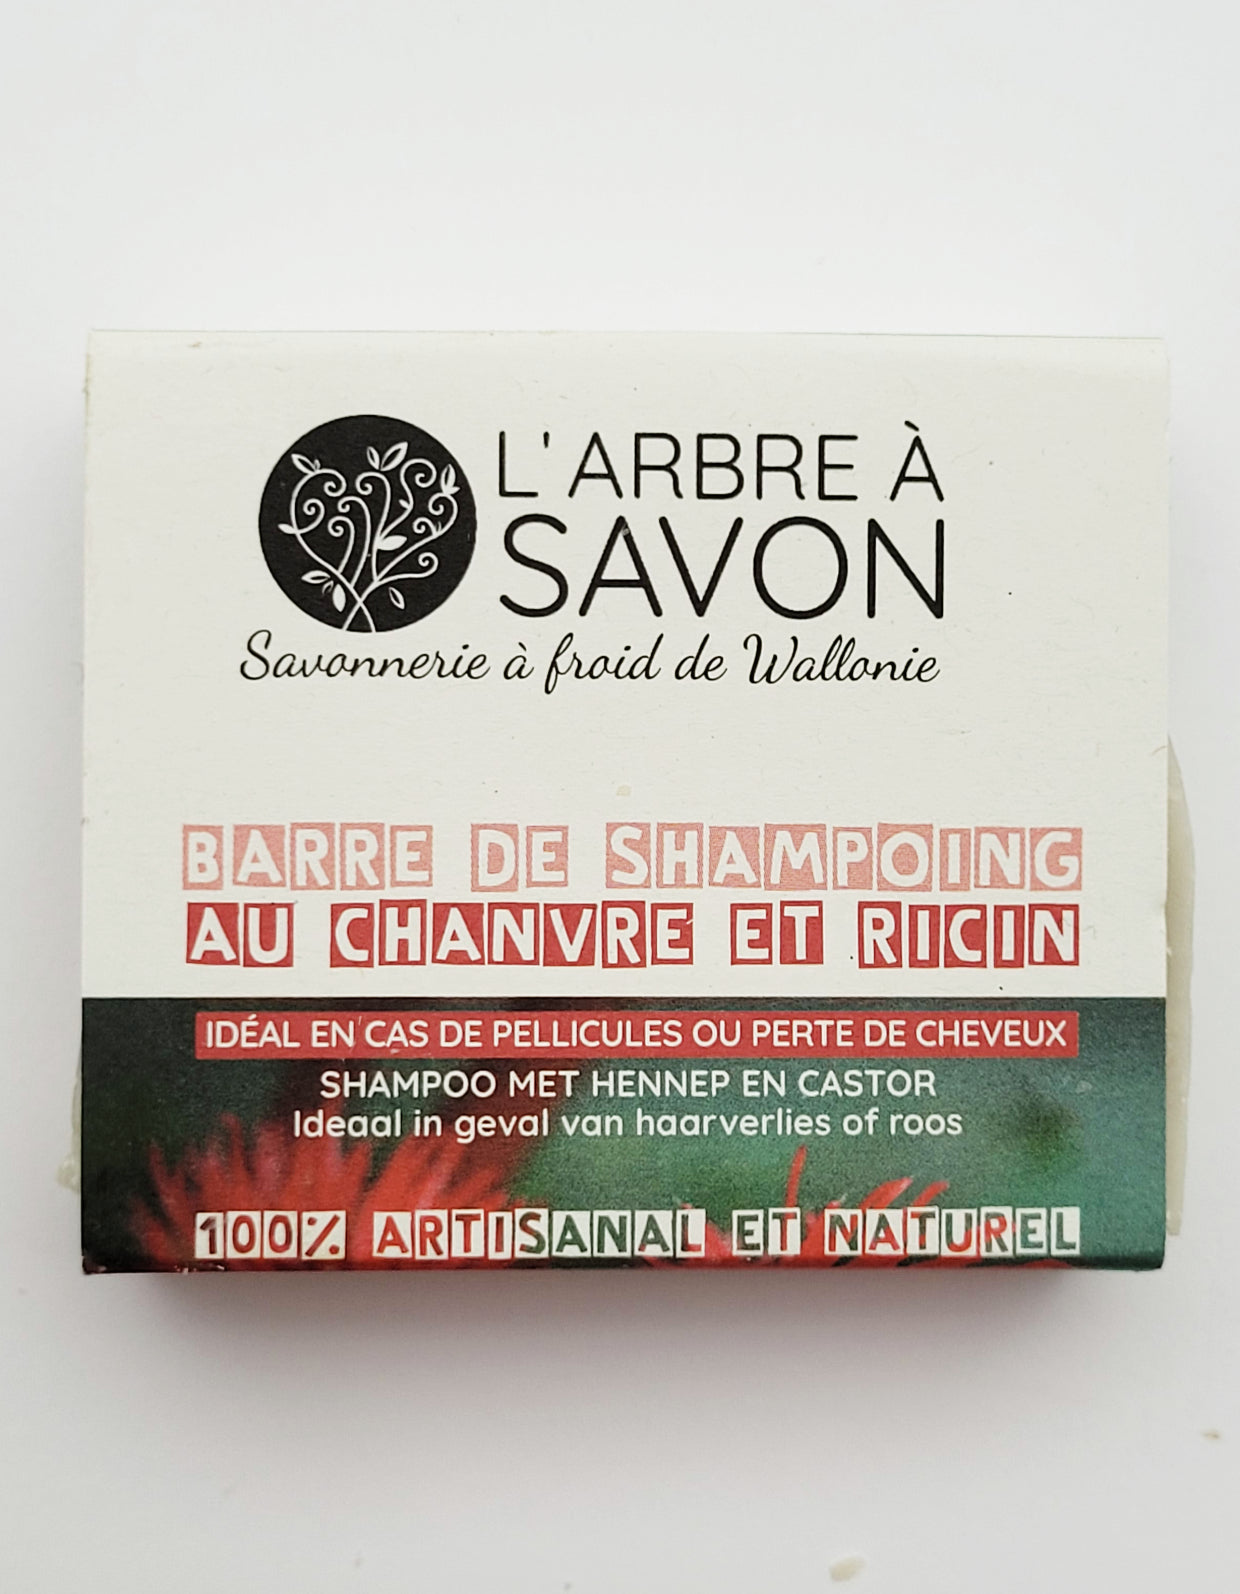 L'ARBRE À
SAVON
Savonnerie à froid de Wallonie
BARRE DE SHAMPOING
AU CHANVRE ET RICIN
IDÉAL EN CAS DE PELLICULES OU PERTE DE CHEVEUX
SHAMPOO MET HENNEP EN CASTOR
Ideaal in geval van haarverlies of roos
100% ARTISANAL ET NATUREL